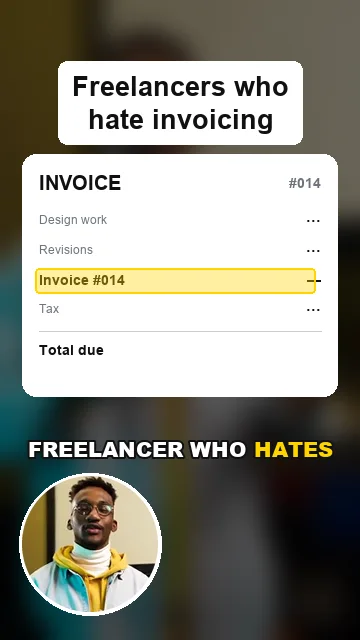 Freelancers who
hate invoicing
INVOICE #014
Design work ...
Revisions ...
Invoice #014 —
Tax ...
Total due
FREELANCER WHO HATES